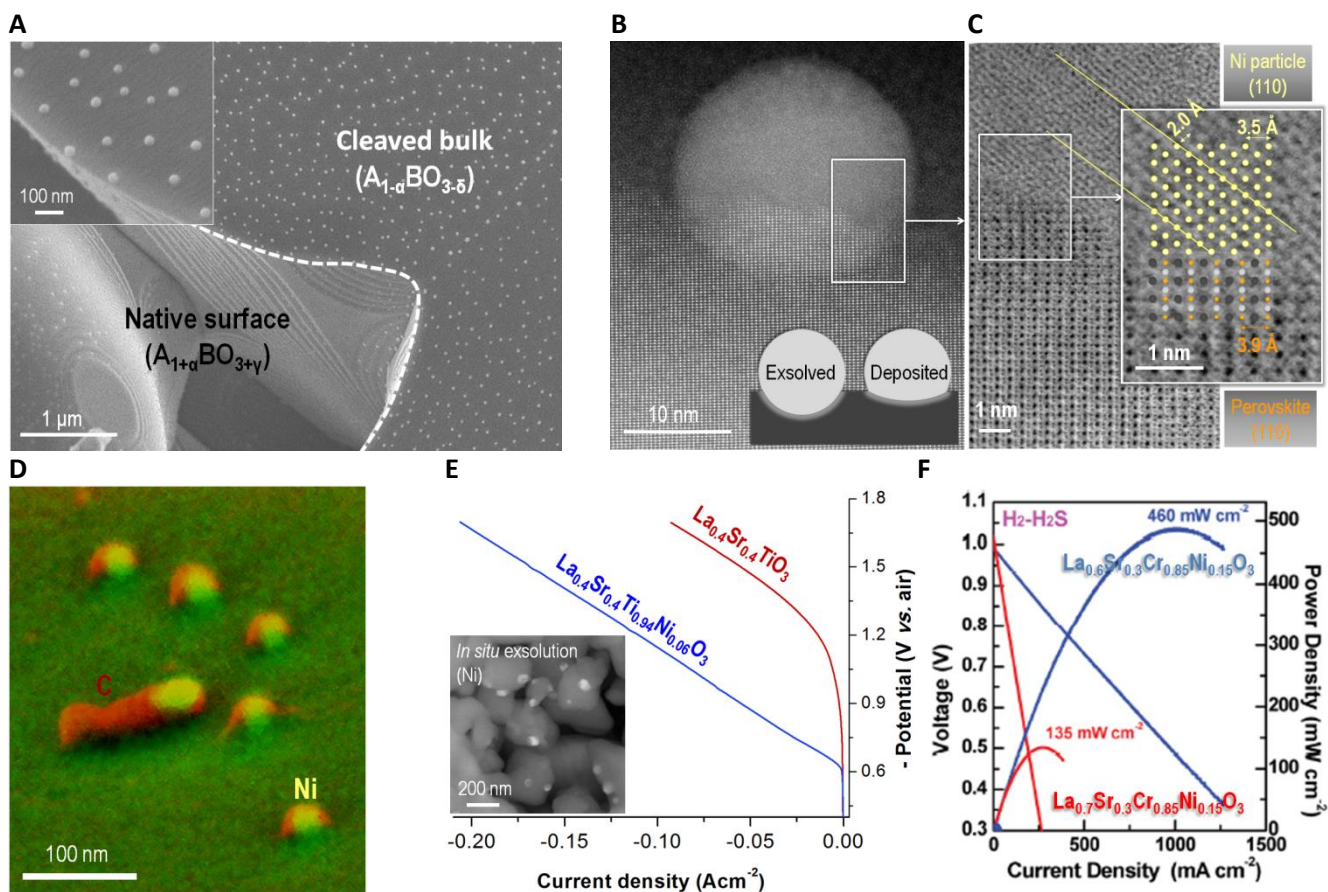 A
100 nm
Cleaved bulk
(A₁₋αBO₃₋δ)
Native surface
(A₁₊αBO₃₊γ)
1 µm
B
Exsolved
Deposited
10 nm
C
Ni particle
(110)
2.0 Å
3.5 Å
3.9 Å
1 nm
Perovskite
(110)
1 nm
D
C
Ni
100 nm
E
La₀.₄Sr₀.₄TiO₃
La₀.₄Sr₀.₄Ti₀.₉₄Ni₀.₀₆O₃
In situ exsolution
(Ni)
200 nm
1.8
1.5
1.2
0.9
0.6
- Potential (V vs. air)
-0.20
-0.15
-0.10
-0.05
0.00
Current density (Acm⁻²)
F
H₂-H₂S
460 mW cm⁻²
La₀.₆Sr₀.₃Cr₀.₈₅Ni₀.₁₅O₃
135 mW cm⁻²
La₀.₇Sr₀.₃Cr₀.₈₅Ni₀.₁₅O₃
1.1
1.0
0.9
0.8
0.7
0.6
0.5
0.4
0.3
Voltage (V)
500
400
300
200
100
0
Power Density (mW cm⁻²)
0
500
1000
1500
Current Density (mA cm⁻²)